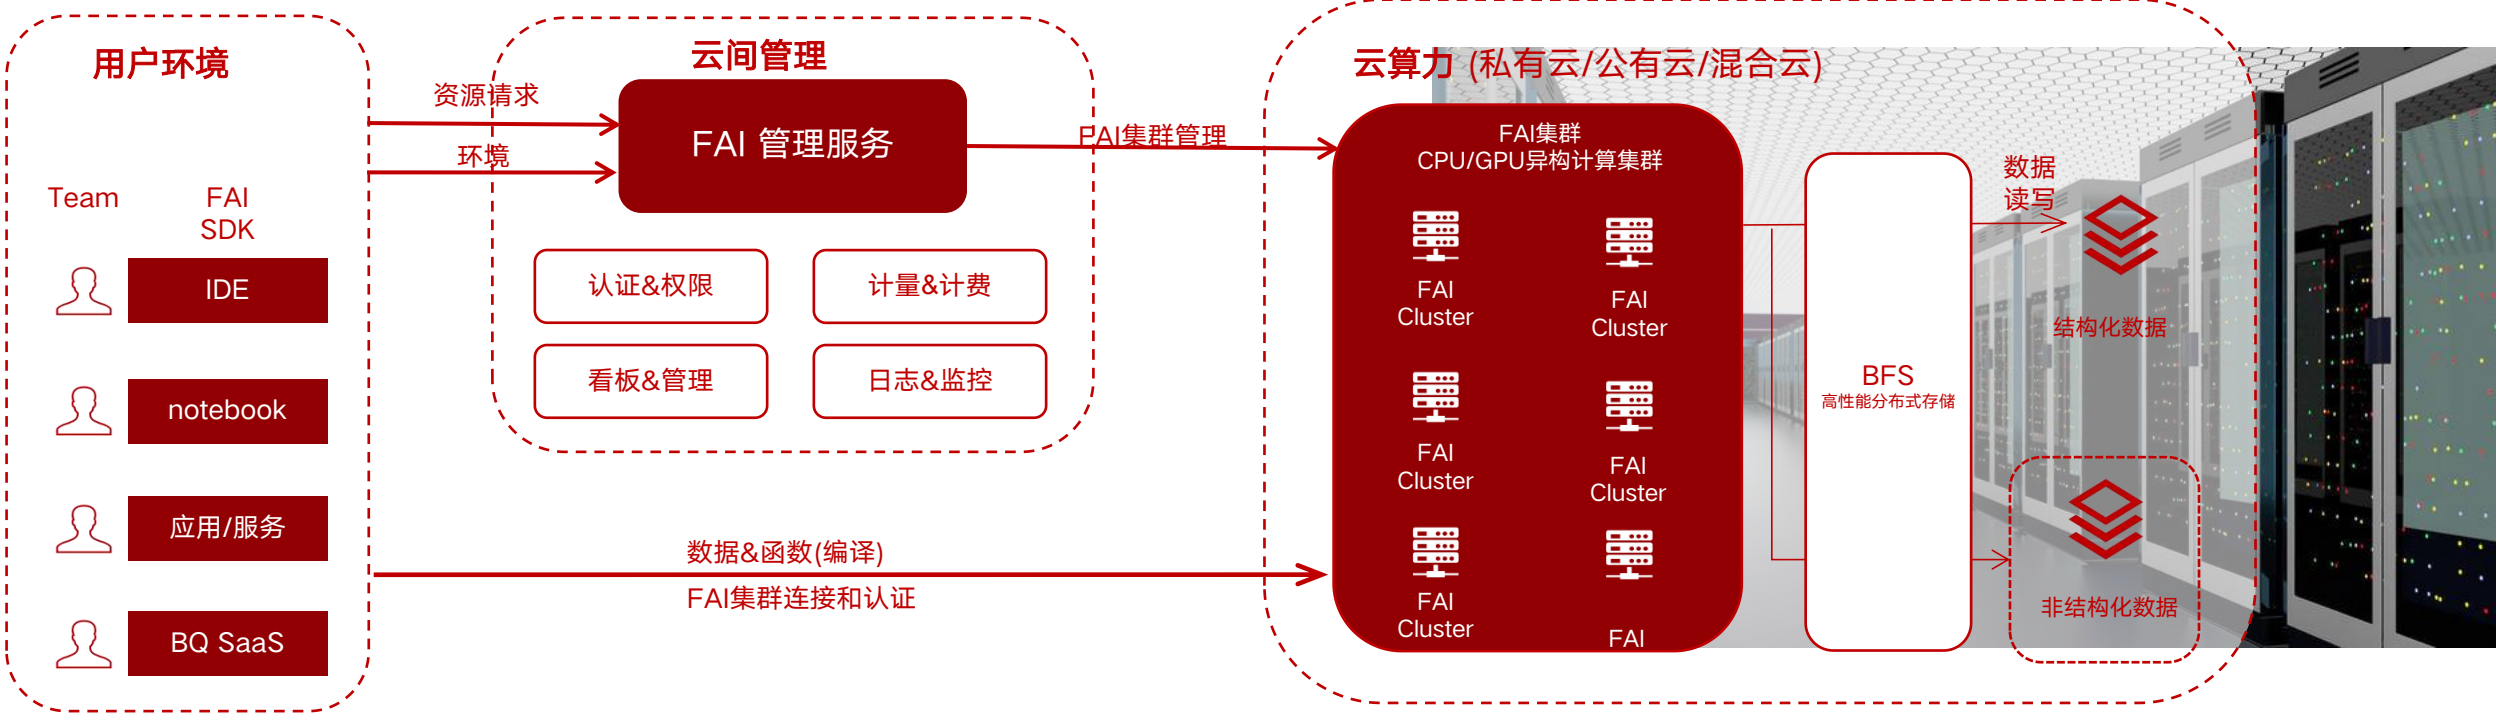 用户环境
Team
FAI
SDK
IDE
notebook
应用/服务
BQ SaaS
资源请求
环境
云间管理
FAI 管理服务
认证&权限
计量&计费
看板&管理
日志&监控
FAI集群管理
数据&函数(编译)
FAI集群连接和认证
云算力 (私有云/公有云/混合云)
FAI集群
CPU/GPU异构计算集群
FAI
Cluster
FAI
Cluster
FAI
Cluster
FAI
Cluster
FAI
Cluster
FAI
BFS
高性能分布式存储
数据
读写
结构化数据
非结构化数据